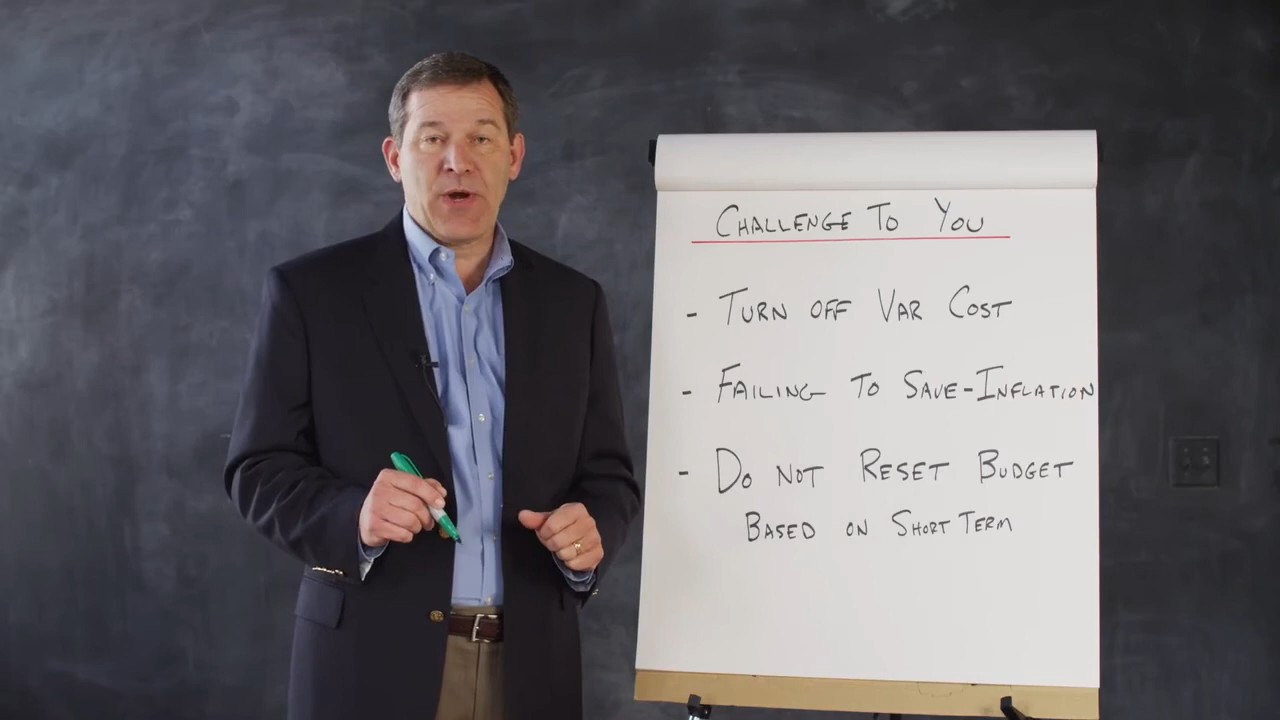 CHALLENGE TO YOU
- TURN OFF VAR COST
- FAILING TO SAVE-INFLATION
- DO NOT RESET BUDGET
BASED ON SHORT TERM